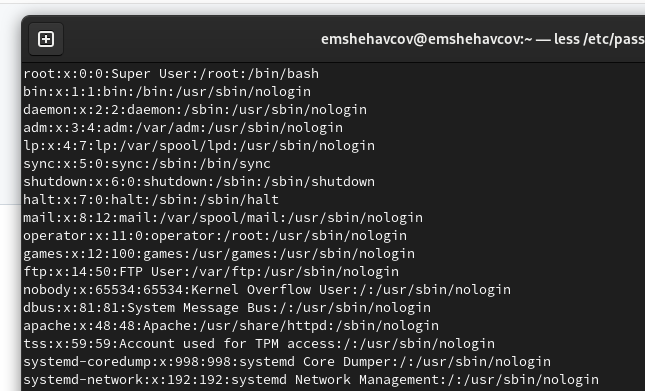 emshehavcov@emshehavcov:~ — less /etc/pass
root:x:0:0:Super User:/root:/bin/bash
bin:x:1:1:bin:/bin:/usr/sbin/nologin
daemon:x:2:2:daemon:/sbin:/usr/sbin/nologin
adm:x:3:4:adm:/var/adm:/usr/sbin/nologin
lp:x:4:7:lp:/var/spool/lpd:/usr/sbin/nologin
sync:x:5:0:sync:/sbin:/bin/sync
shutdown:x:6:0:shutdown:/sbin:/sbin/shutdown
halt:x:7:0:halt:/sbin:/sbin/halt
mail:x:8:12:mail:/var/spool/mail:/usr/sbin/nologin
operator:x:11:0:operator:/root:/usr/sbin/nologin
games:x:12:100:games:/usr/games:/usr/sbin/nologin
ftp:x:14:50:FTP User:/var/ftp:/usr/sbin/nologin
nobody:x:65534:65534:Kernel Overflow User:/:/usr/sbin/nologin
dbus:x:81:81:System Message Bus:/:/usr/sbin/nologin
apache:x:48:48:Apache:/usr/share/httpd:/sbin/nologin
tss:x:59:59:Account used for TPM access:/:/usr/sbin/nologin
systemd-coredump:x:998:998:systemd Core Dumper:/:/usr/sbin/nologin
systemd-network:x:192:192:systemd Network Management:/:/usr/sbin/nologin